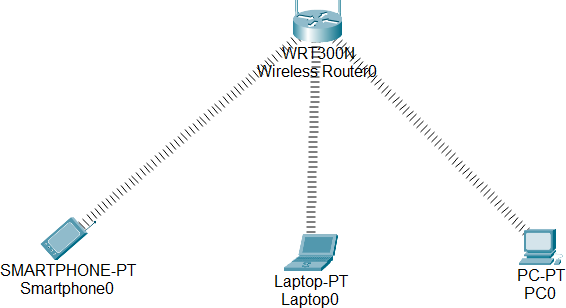 WRT300N
Wireless Router0
SMARTPHONE-PT
Smartphone0
Laptop-PT
Laptop0
PC-PT
PC0